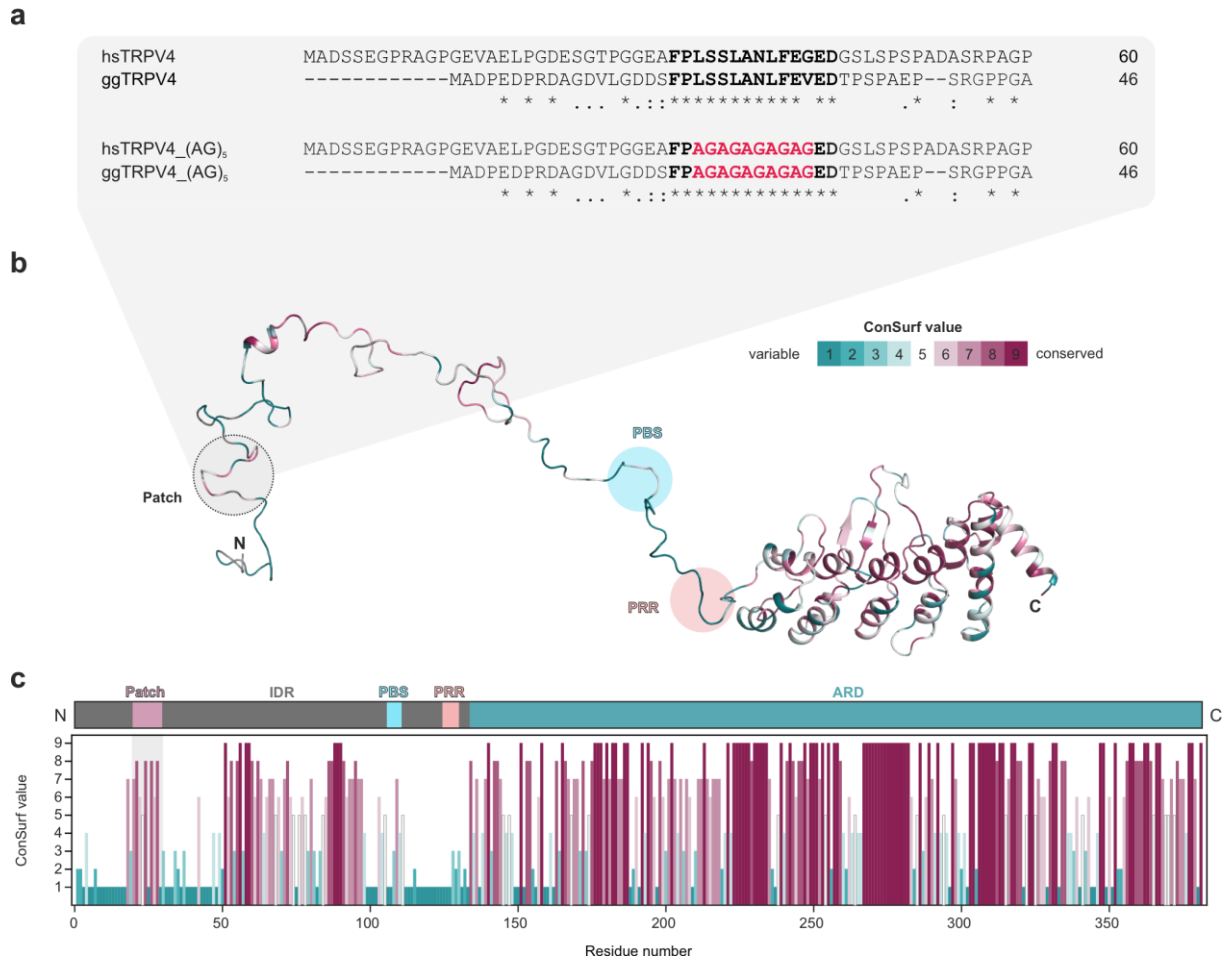 a
hsTRPV4 MADSSEGPRAGPGEVAELPGDESGTPGGEAFPLSSLANLFEGEDGSLSPSPADASRPAGP 60
ggTRPV4 ------------MADPEDPRDAGDVLGDDSFPLSSLANLFEVEDTPSPAEP--SRGPPGA 46
* * * ... *.::************ ** .* : * *
hsTRPV4_(AG)₅ MADSSEGPRAGPGEVAELPGDESGTPGGEAFPAGAGAGAGAGEDGSLSPSPADASRPAGP 60
ggTRPV4_(AG)₅ ------------MADPEDPRDAGDVLGDDSFPAGAGAGAGAGEDTPSPAEP--SRGPPGA 46
* * * ... *.::************** .* : * *
b
ConSurf value
variable 1 2 3 4 5 6 7 8 9 conserved
PBS
Patch
N
PRR
C
c
Patch IDR PBS PRR ARD
N C
ConSurf value
9
8
7
6
5
4
3
2
1
0 50 100 150 200 250 300 350
Residue number